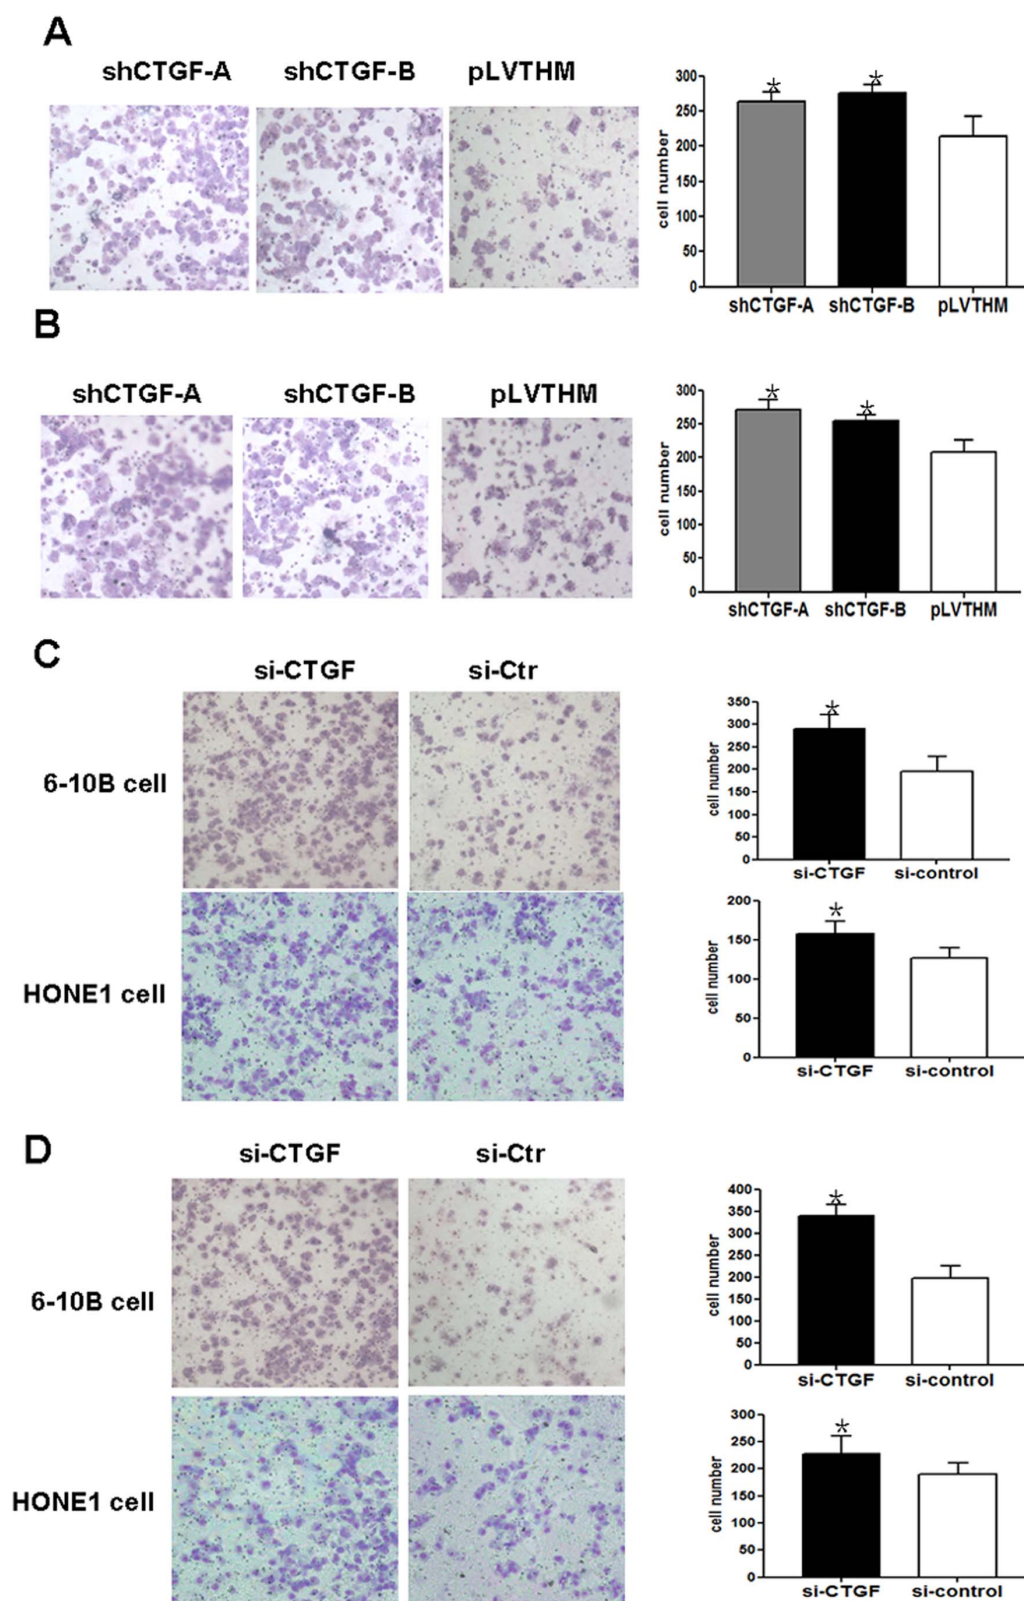 A
shCTGF-A shCTGF-B pLVTHM
*
*
300
250
200
150
100
50
0
cell number
shCTGF-A shCTGF-B pLVTHM
B
shCTGF-A shCTGF-B pLVTHM
*
*
300
250
200
150
100
50
0
cell number
shCTGF-A shCTGF-B pLVTHM
C
si-CTGF si-Ctr
6-10B cell
*
350
300
250
200
150
100
50
0
cell number
si-CTGF si-control
HONE1 cell
*
200
150
100
50
0
cell number
si-CTGF si-control
D
si-CTGF si-Ctr
6-10B cell
*
400
350
300
250
200
150
100
50
0
cell number
si-CTGF si-control
HONE1 cell
*
300
250
200
150
100
50
0
cell number
si-CTGF si-control